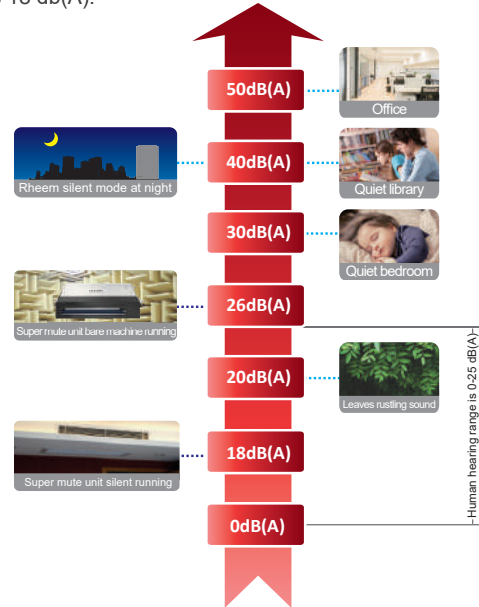 18 db(A).
50dB(A)
Office
40dB(A)
Rheem silent mode at night
Quiet library
30dB(A)
Quiet bedroom
26dB(A)
Super mute unit bare machine running
20dB(A)
Leaves rustling sound
Human hearing range is 0-25 dB(A)
18dB(A)
Super mute unit silent running
0dB(A)